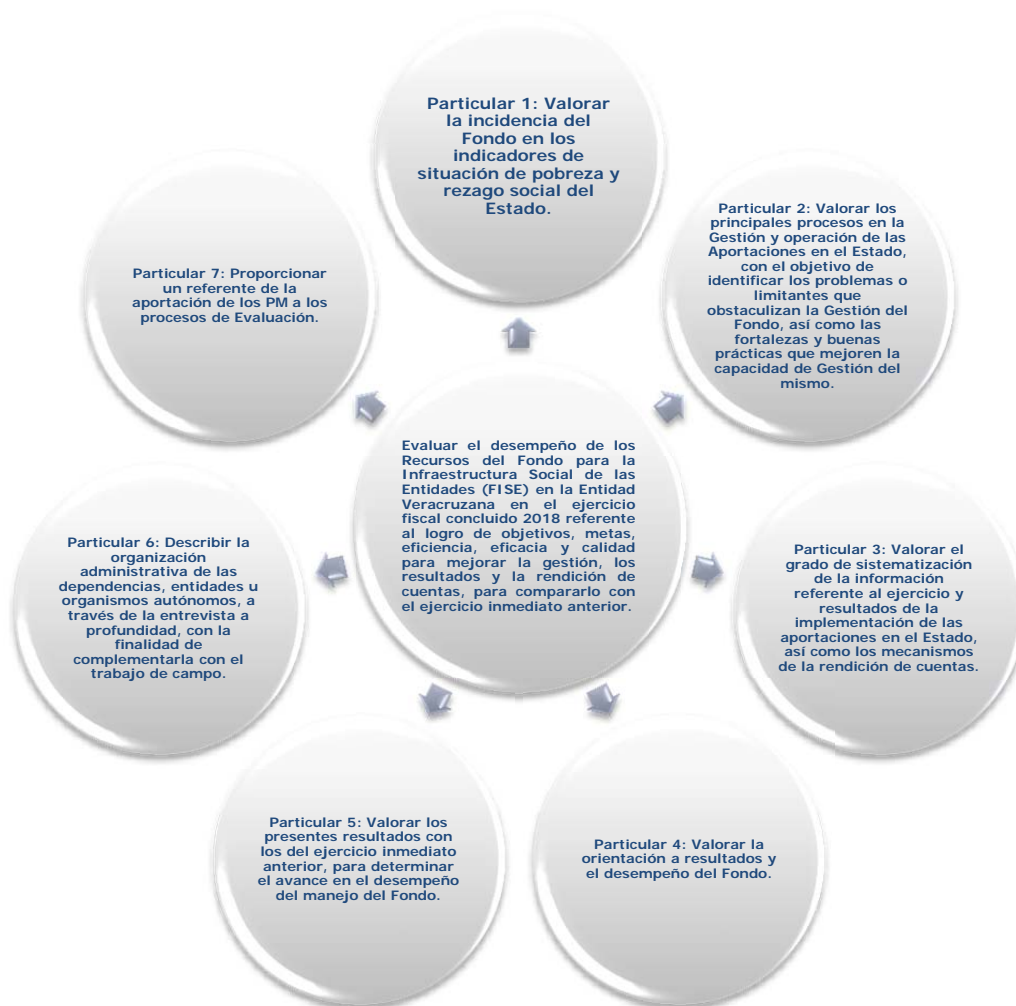 Particular 1: Valorar
la incidencia del
Fondo en los
indicadores de
situación de pobreza y
rezago social del
Estado.
Particular 2: Valorar los
principales procesos en la
Gestión y operación de las
Aportaciones en el Estado,
con el objetivo de
identificar los problemas o
limitantes que
obstaculizan la Gestión del
Fondo, así como las
fortalezas y buenas
prácticas que mejoren la
capacidad de Gestión del
mismo.
Particular 7: Proporcionar
un referente de la
aportación de los PM a los
procesos de Evaluación.
Evaluar el desempeño de los
Recursos del Fondo para la
Infraestructura Social de las
Entidades (FISE) en la Entidad
Veracruzana en el ejercicio
fiscal concluido 2018 referente
al logro de objetivos, metas,
eficiencia, eficacia y calidad
para mejorar la gestión, los
resultados y la rendición de
cuentas, para compararlo con
el ejercicio inmediato anterior.
Particular 6: Describir la
organización
administrativa de las
dependencias, entidades u
organismos autónomos, a
través de la entrevista a
profundidad, con la
finalidad de
complementarla con el
trabajo de campo.
Particular 3: Valorar el
grado de sistematización
de la información
referente al ejercicio y
resultados de la
implementación de las
aportaciones en el Estado,
así como los mecanismos
de la rendición de cuentas.
Particular 5: Valorar los
presentes resultados con
los del ejercicio inmediato
anterior, para determinar
el avance en el desempeño
del manejo del Fondo.
Particular 4: Valorar la
orientación a resultados y
el desempeño del Fondo.